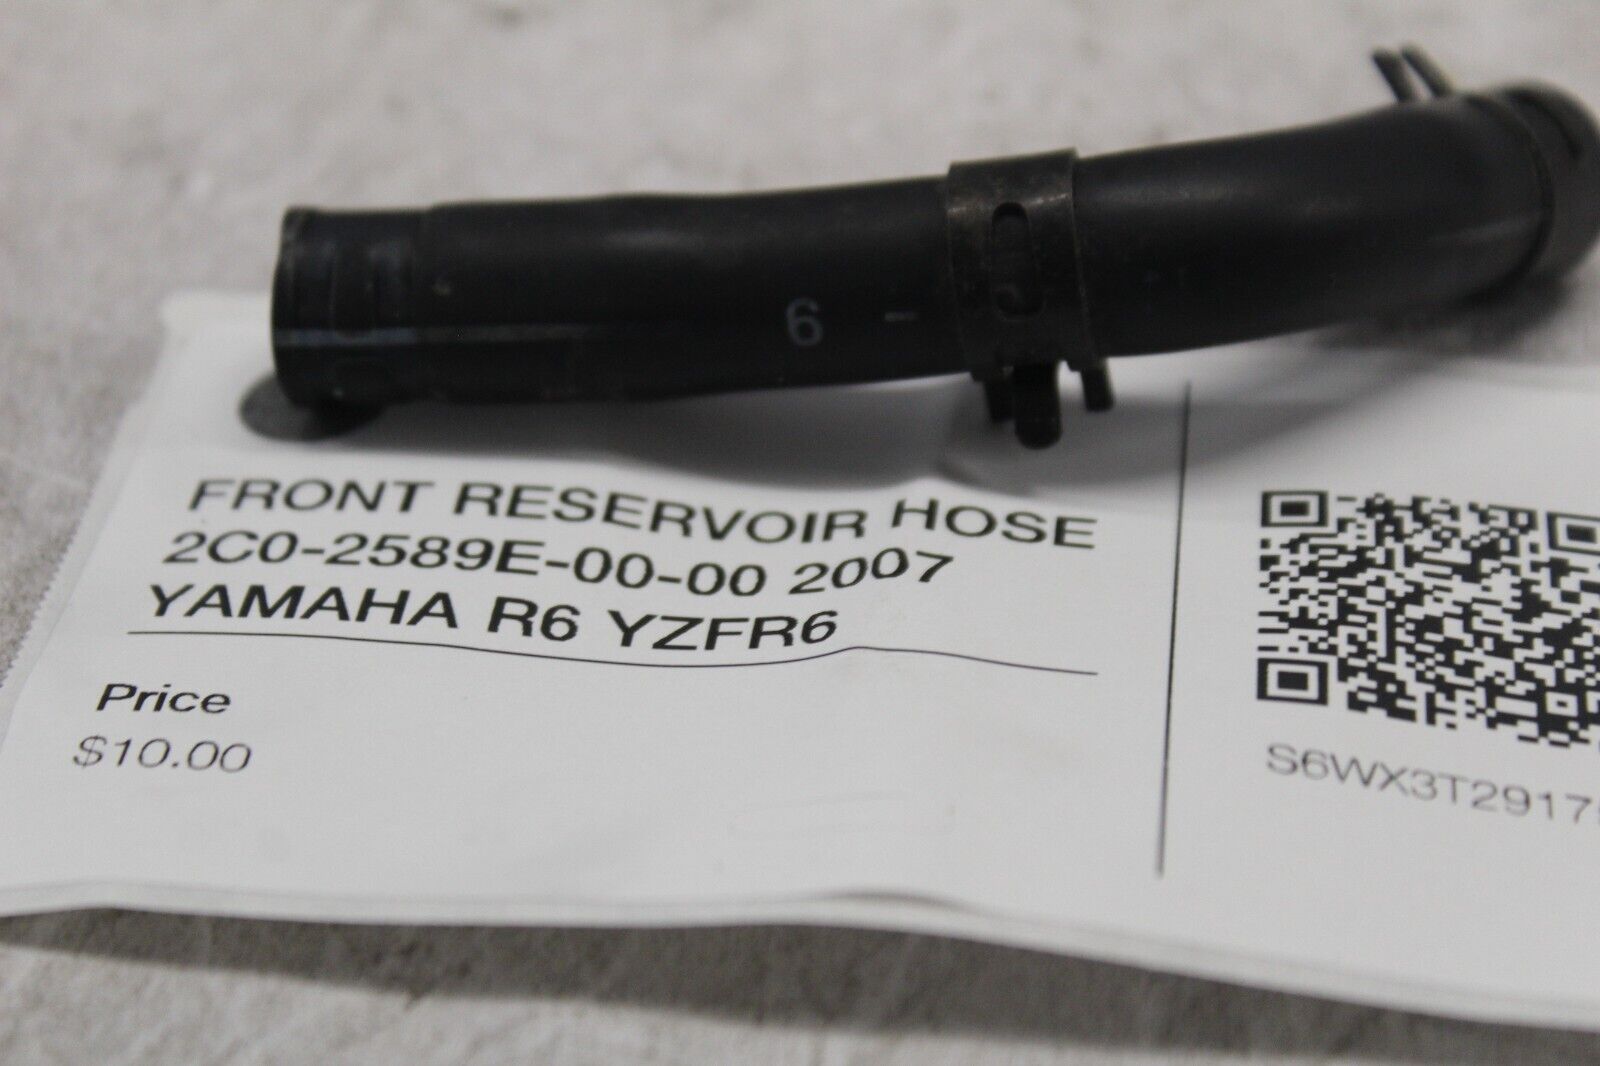 6 -
FRONT RESERVOIR HOSE
2C0-2589E-00-00 2007
YAMAHA R6 YZFR6
Price
$10.00